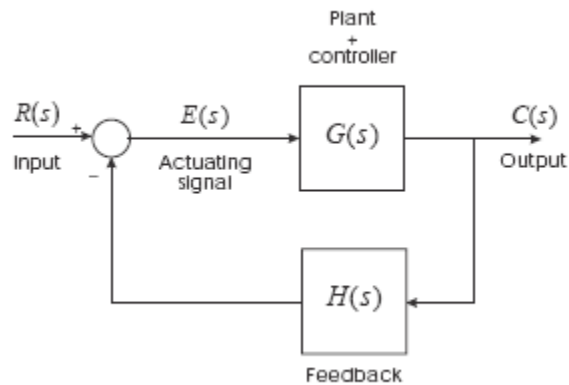 Plant
+
controller
R(s)
+
E(s)
G(s)
C(s)
Input
−
Actuating
signal
Output
H(s)
Feedback